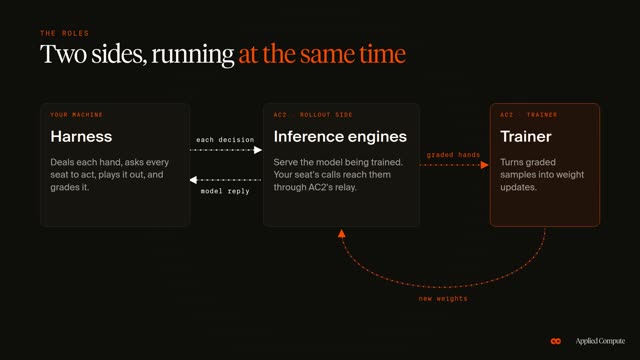 THE ROLES
Two sides, running at the same time
YOUR MACHINE
Harness
Deals each hand, asks every
seat to act, plays it out, and
grades it.
each decision
model reply
AC2 · ROLLOUT SIDE
Inference engines
Serve the model being trained.
Your seat's calls reach them
through AC2's relay.
graded hands
AC2 · TRAINER
Trainer
Turns graded
samples into weight
updates.
new weights
Applied Compute